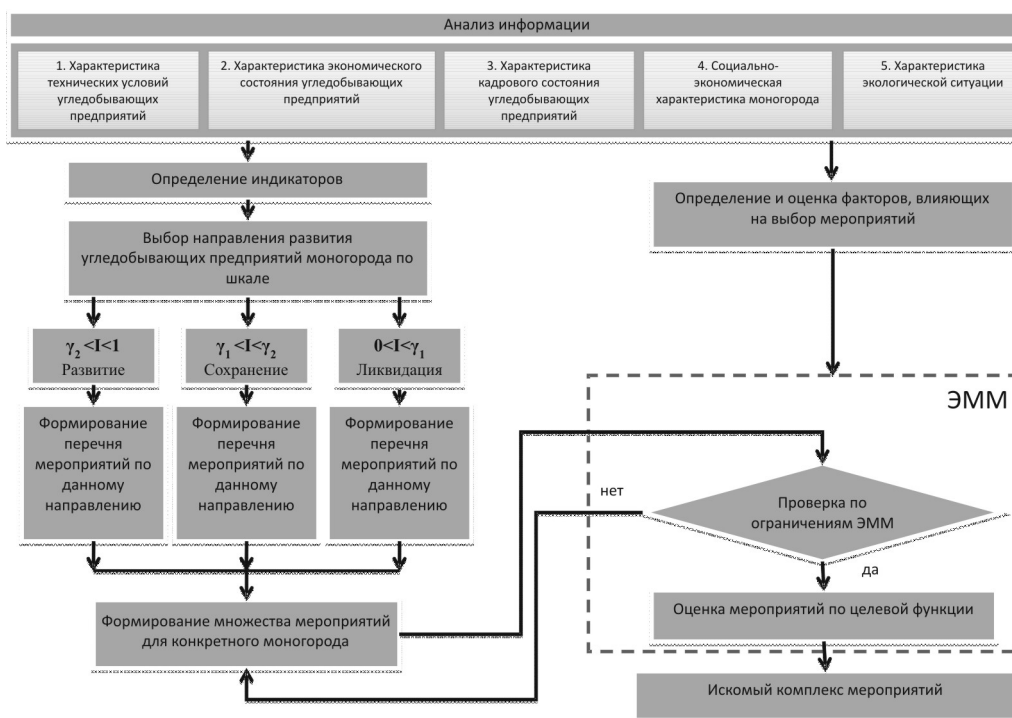 Анализ информации
1. Характеристика
технических условий
угледобывающих
предприятий
2. Характеристика экономического
состояния угледобывающих
предприятий
3. Характеристика
кадрового состояния
угледобывающих
предприятий
4. Социально-
экономическая
характеристика моногорода
5. Характеристика
экологической ситуации
Определение индикаторов
Выбор направления развития
угледобывающих предприятий моногорода по
шкале
γ₂ <I<1
Развитие
γ₁ <I<γ₂
Сохранение
0<I<γ₁
Ликвидация
Формирование
перечня
мероприятий по
данному
направлению
Формирование
перечня
мероприятий по
данному
направлению
Формирование
перечня
мероприятий по
данному
направлению
Формирование множества мероприятий
для конкретного моногорода
Определение и оценка факторов, влияющих
на выбор мероприятий
ЭММ
нет
Проверка по
ограничениям ЭММ
да
Оценка мероприятий по целевой функции
Искомый комплекс мероприятий